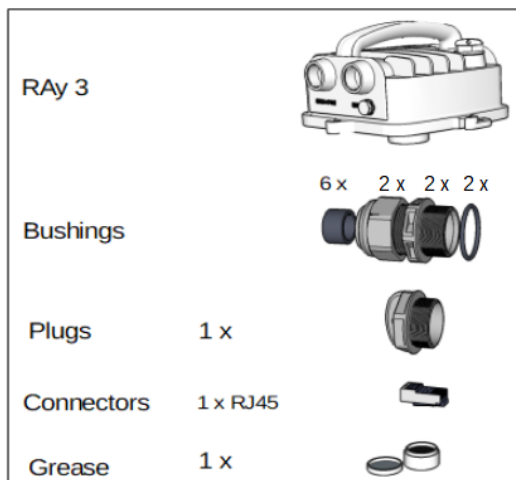 RAy 3
6 x 2 x 2 x 2 x
Bushings
Plugs 1 x
Connectors 1 x RJ45
Grease 1 x